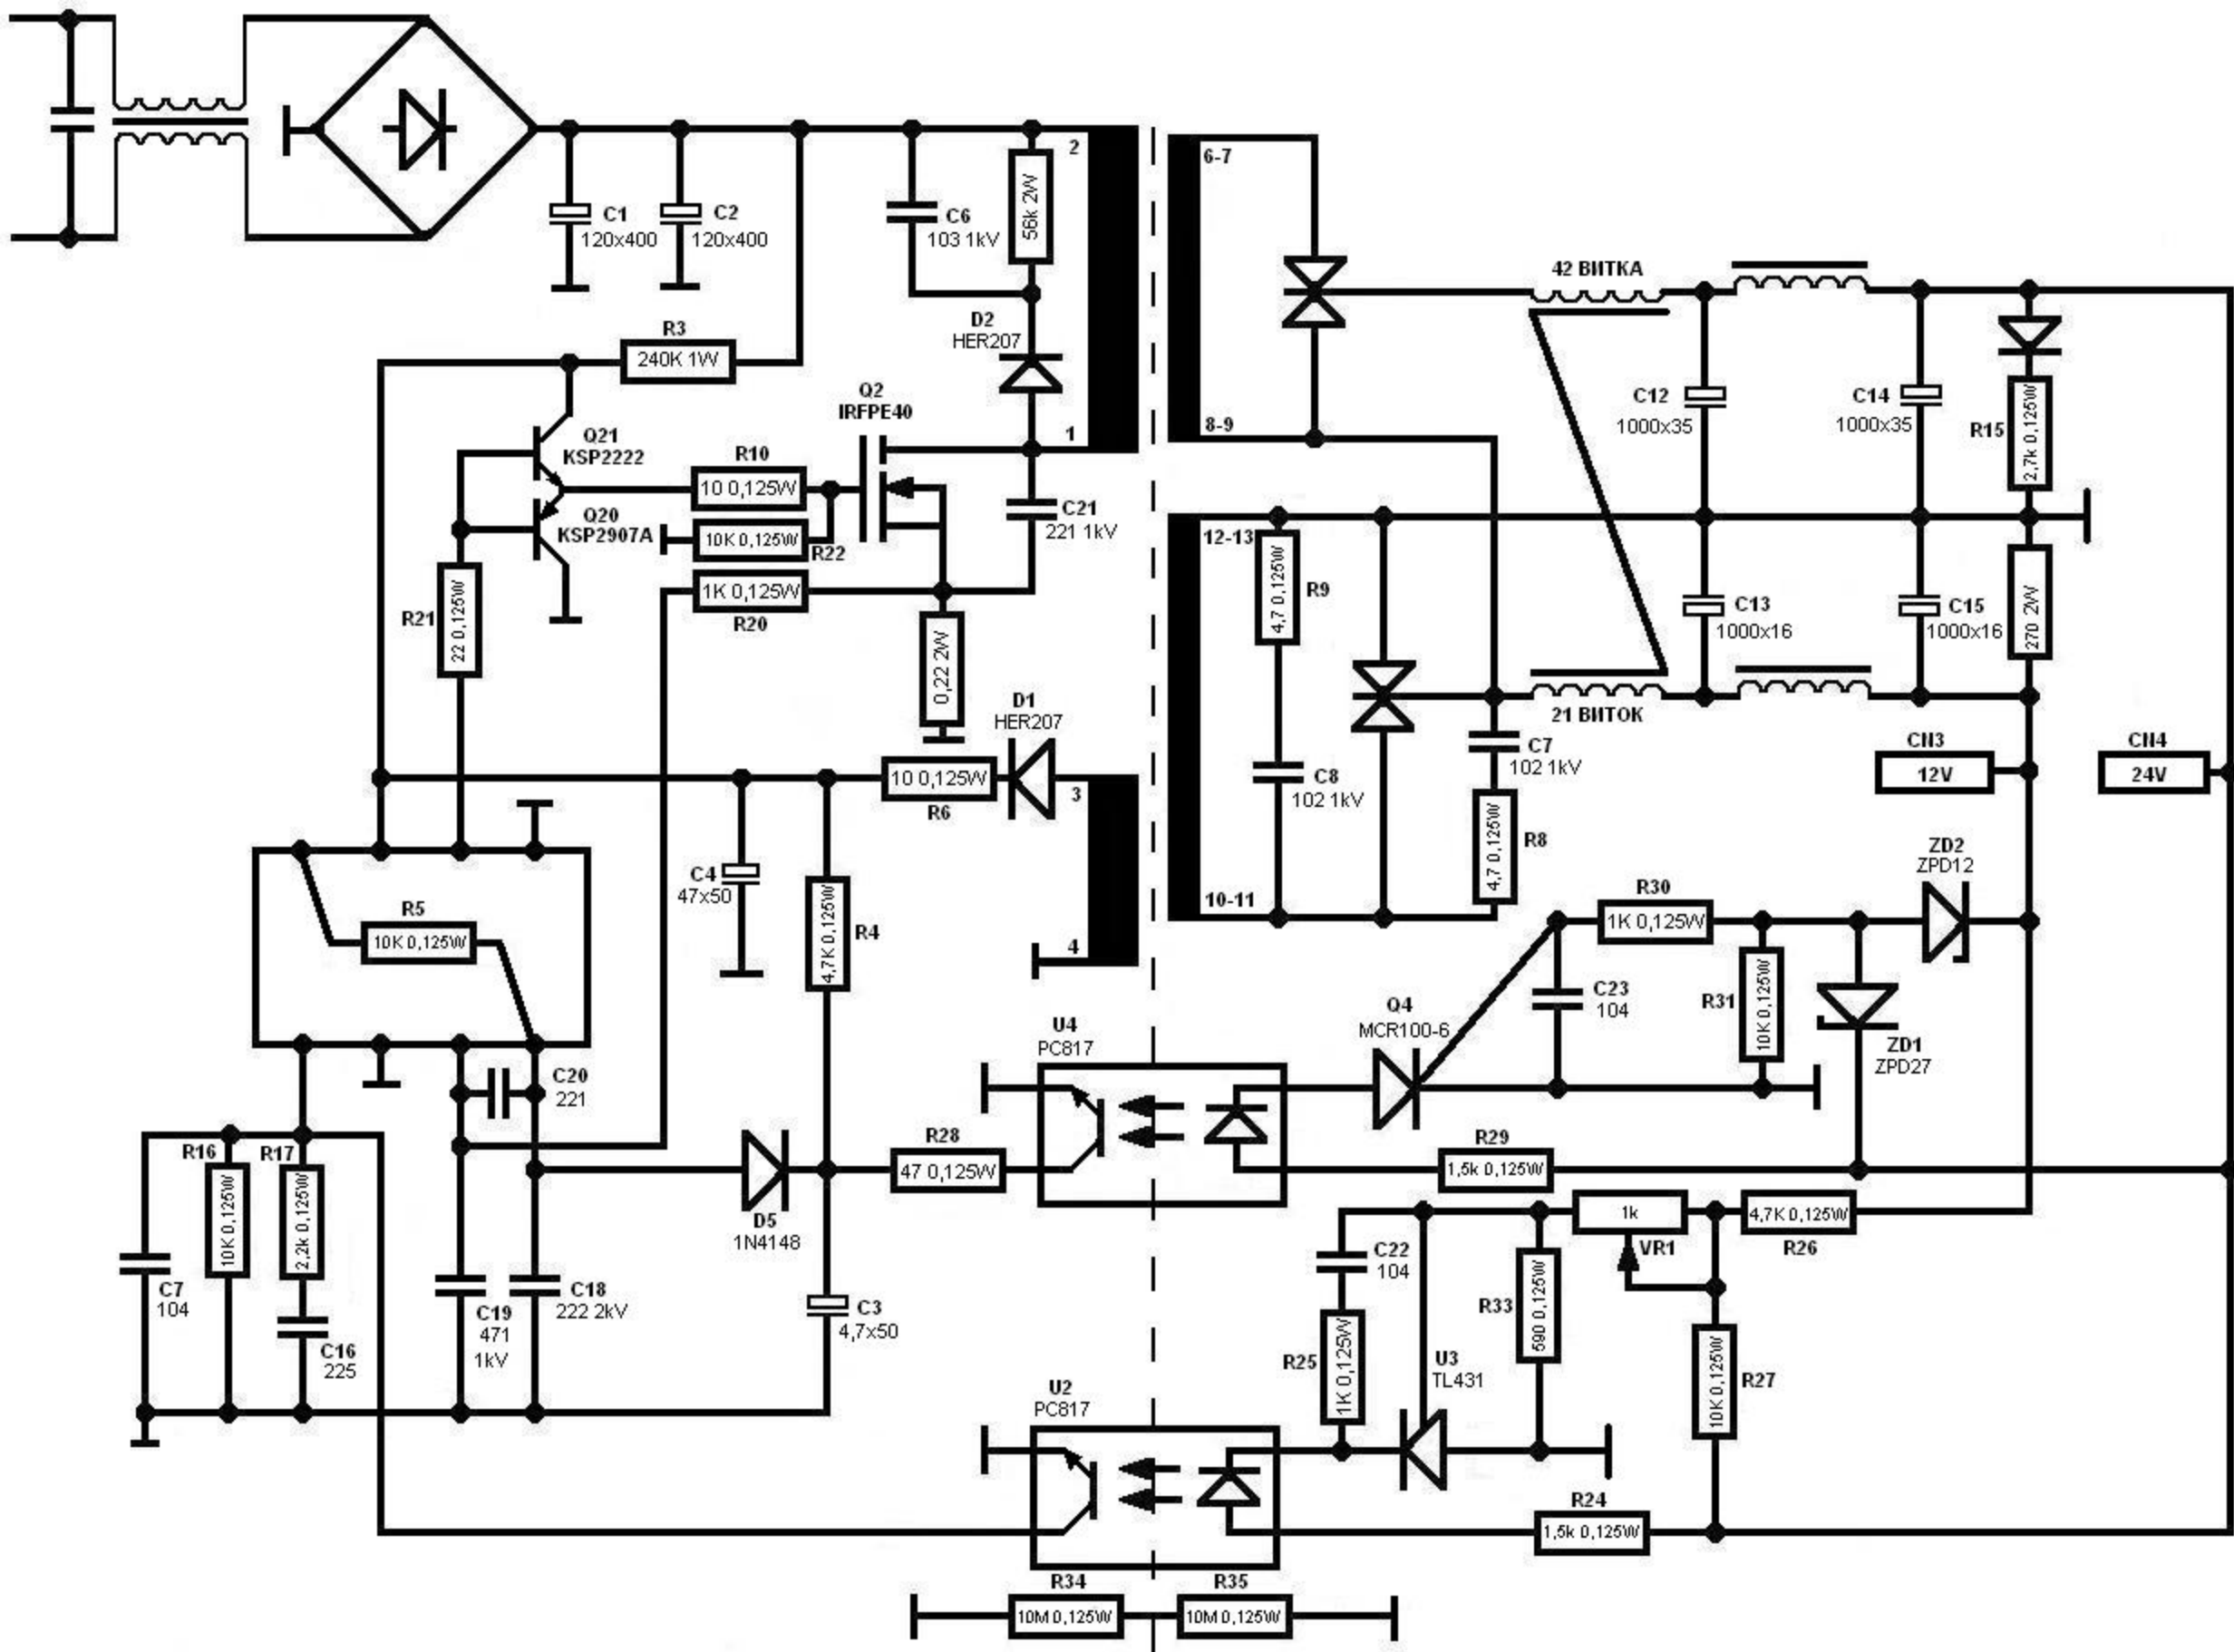 2
6-7
C1
120x400
C2
120x400
C6
103 1kV
56k 2W
42 ВИТКА
R3
240K 1W
D2
HER207
Q2
IRFPE40
1
8-9
C12
1000x35
C14
1000x35
R15
2,7k 0,125W
Q21
KSP2222
R10
10 0,125W
Q20
KSP2907A
10K 0,125W
R22
C21
221 1kV
12-13
4,7 0,125W
R9
R21
22 0,125W
1K 0,125W
R20
0,22 2W
C13
1000x16
C15
1000x16
270 2W
D1
HER207
21 ВИТОК
C7
102 1kV
CN3
12V
CN4
24V
10 0,125W
R6
3
C8
102 1kV
4,7 0,125W
R8
C4
47x50
4,7K 0,125W
R4
R5
10K 0,125W
4
10-11
ZD2
ZPD12
R30
1K 0,125W
C23
104
R31
10K 0,125W
Q4
MCR100-6
ZD1
ZPD27
U4
PC817
C20
221
R16
10K 0,125W
R17
2,2k 0,125W
R28
47 0,125W
R29
1,5k 0,125W
D5
1N4148
1k
VR1
4,7K 0,125W
R26
C22
104
C7
104
C19
471
1kV
C18
222 2kV
C3
4,7x50
R33
590 0,125W
C16
225
R25
1K 0,125W
U3
TL431
10K 0,125W
R27
U2
PC817
R24
1,5k 0,125W
R34
10M 0,125W
R35
10M 0,125W